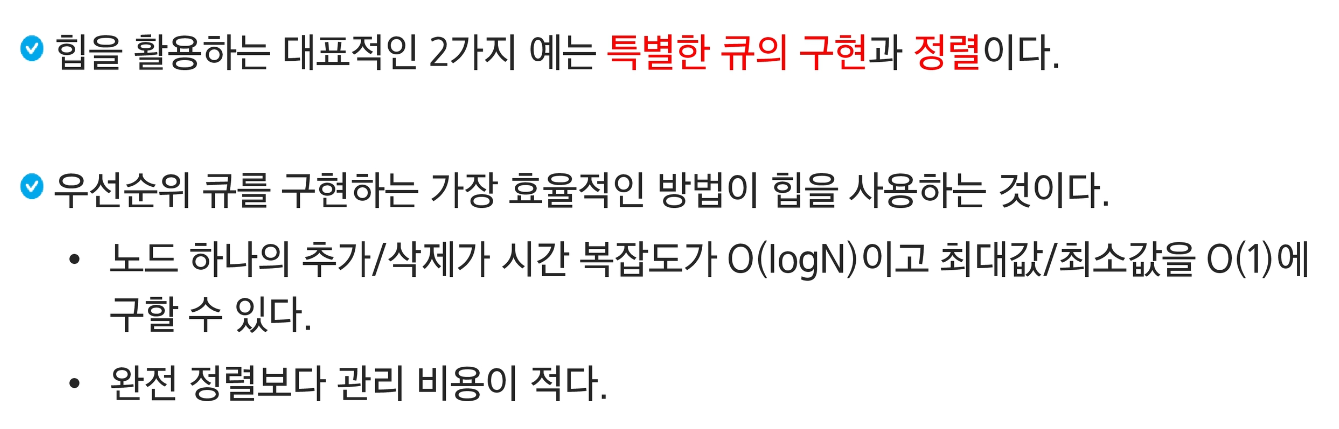 힙을 활용하는 대표적인 2가지 예는 특별한 큐의 구현과 정렬이다.
우선순위 큐를 구현하는 가장 효율적인 방법이 힙을 사용하는 것이다.
• 노드 하나의 추가/삭제가 시간 복잡도가 O(logN)이고 최대값/최소값을 O(1)에
구할 수 있다.
• 완전 정렬보다 관리 비용이 적다.